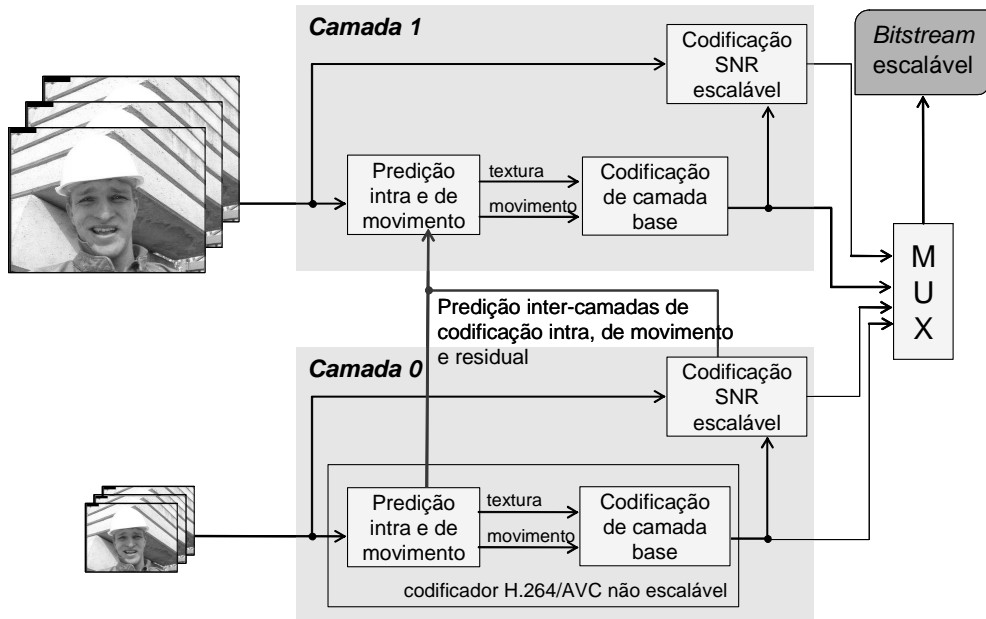 Camada 1
Codificação
SNR
escalável
Bitstream
escalável
Predição
intra e de
movimento
textura
movimento
Codificação
de camada
base
M
U
X
Predição inter-camadas de
codificação intra, de movimento
e residual
Camada 0
Codificação
SNR
escalável
Predição
intra e de
movimento
textura
movimento
Codificação
de camada
base
codificador H.264/AVC não escalável